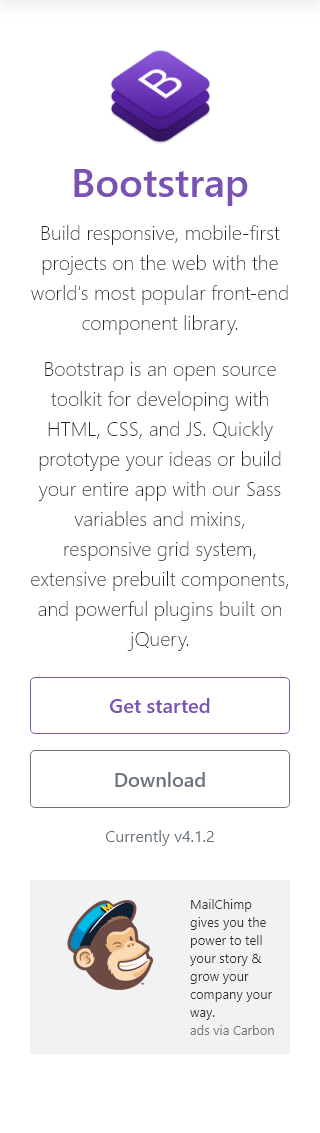 B
Bootstrap
Build responsive, mobile-first
projects on the web with the
world's most popular front-end
component library.
Bootstrap is an open source
toolkit for developing with
HTML, CSS, and JS. Quickly
prototype your ideas or build
your entire app with our Sass
variables and mixins,
responsive grid system,
extensive prebuilt components,
and powerful plugins built on
jQuery.
Get started
Download
Currently v4.1.2
MailChimp
gives you the
power to tell
your story &
grow your
company your
way.
ads via Carbon